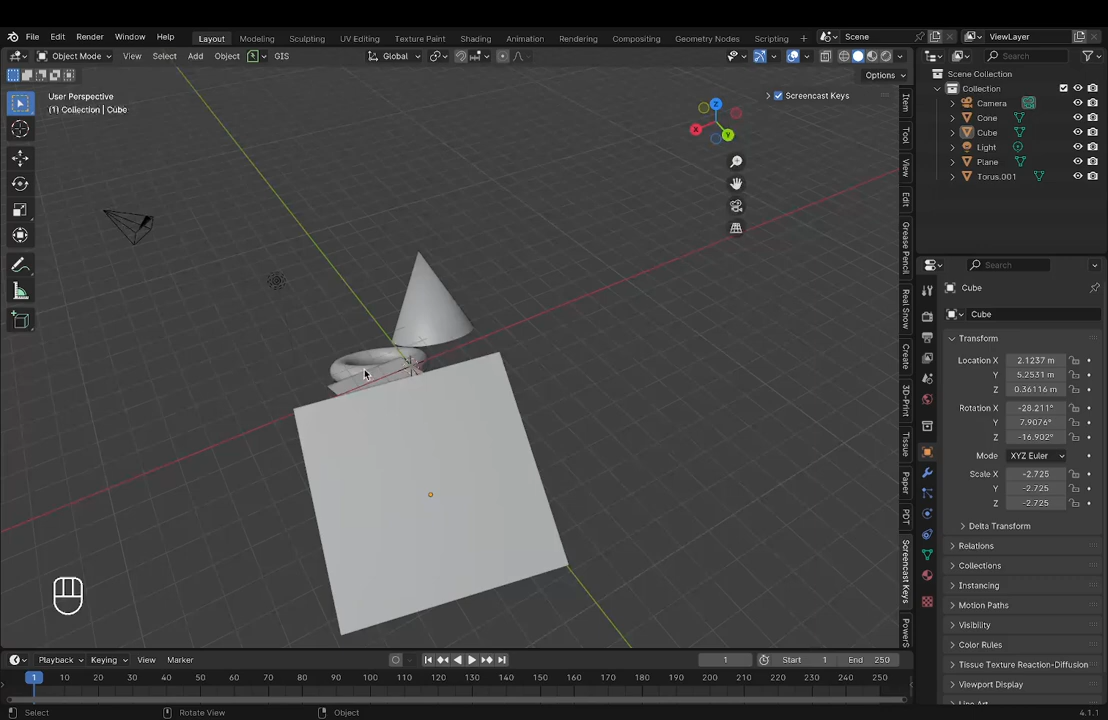 File Edit Render Window Help Layout Modeling Sculpting UV Editing Texture Paint Shading Animation Rendering Compositing Geometry Nodes Scripting + Scene ViewLayer
Object Mode View Select Add Object GIS Global Search
Options
User Perspective
(1) Collection | Cube
Screencast Keys
Z
X
Y
Item
Tool
View
Edit
Grease Pencil
Real Snow
Create
3D-Print
Tissue
Paper
PDT
Screencast Keys
PowerS
Scene Collection
Collection
Camera
Cone
Cube
Light
Plane
Torus.001
Search
Cube
Cube
Transform
Location X 2.1237 m
Y 5.2531 m
Z 0.36116 m
Rotation X -28.211°
Y 7.9076°
Z -16.902°
Mode XYZ Euler
Scale X -2.725
Y -2.725
Z -2.725
Delta Transform
Relations
Collections
Instancing
Motion Paths
Visibility
Color Rules
Tissue Texture Reaction-Diffusion
Viewport Display
Playback Keying View Marker 1 Start 1 End 250
1 10 20 30 40 50 60 70 80 90 100 110 120 130 140 150 160 170 180 190 200 210 220 230 240 250
Select Rotate View Object 4.1.1